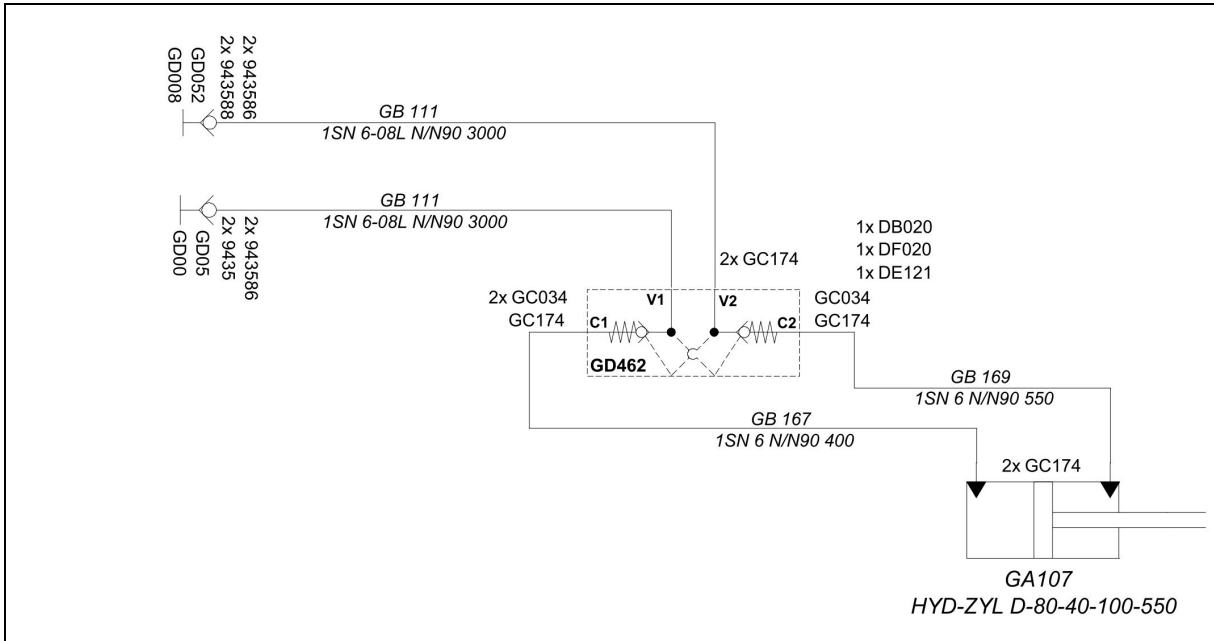 GD008
GD052
2x 943588
2x 943586
GB 111
1SN 6-08L N/N90 3000
GD00
GD05
2x 9435
2x 943586
GB 111
1SN 6-08L N/N90 3000
1x DB020
1x DF020
1x DE121
2x GC174
2x GC034
GC174
V1
V2
GC034
GC174
C1
C2
GD462
GB 169
1SN 6 N/N90 550
GB 167
1SN 6 N/N90 400
2x GC174
GA107
HYD-ZYL D-80-40-100-550